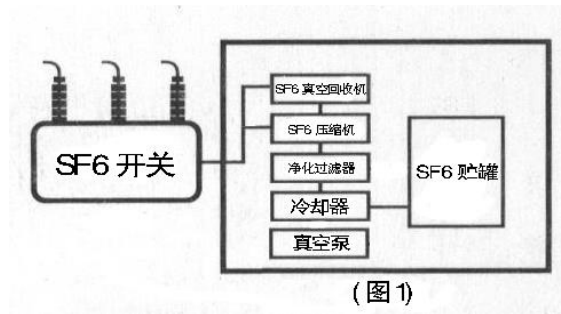 SF6 开关
SF6 真空回收机
SF6 压缩机
净化过滤器
冷却器
真空泵
SF6 贮罐
(图1)